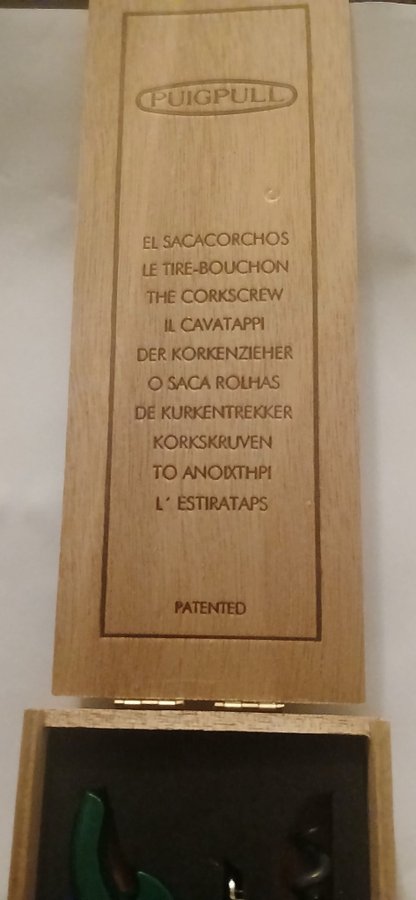 PUIGPULL
EL SACACORCHOS
LE TIRE-BOUCHON
THE CORKSCREW
IL CAVATAPPI
DER KORKENZIEHER
O SACA ROLHAS
DE KURKENTREKKER
KORKSKRUVEN
TO ΑΝΟΙΧΤΗΡΙ
L' ESTIRATAPS
PATENTED